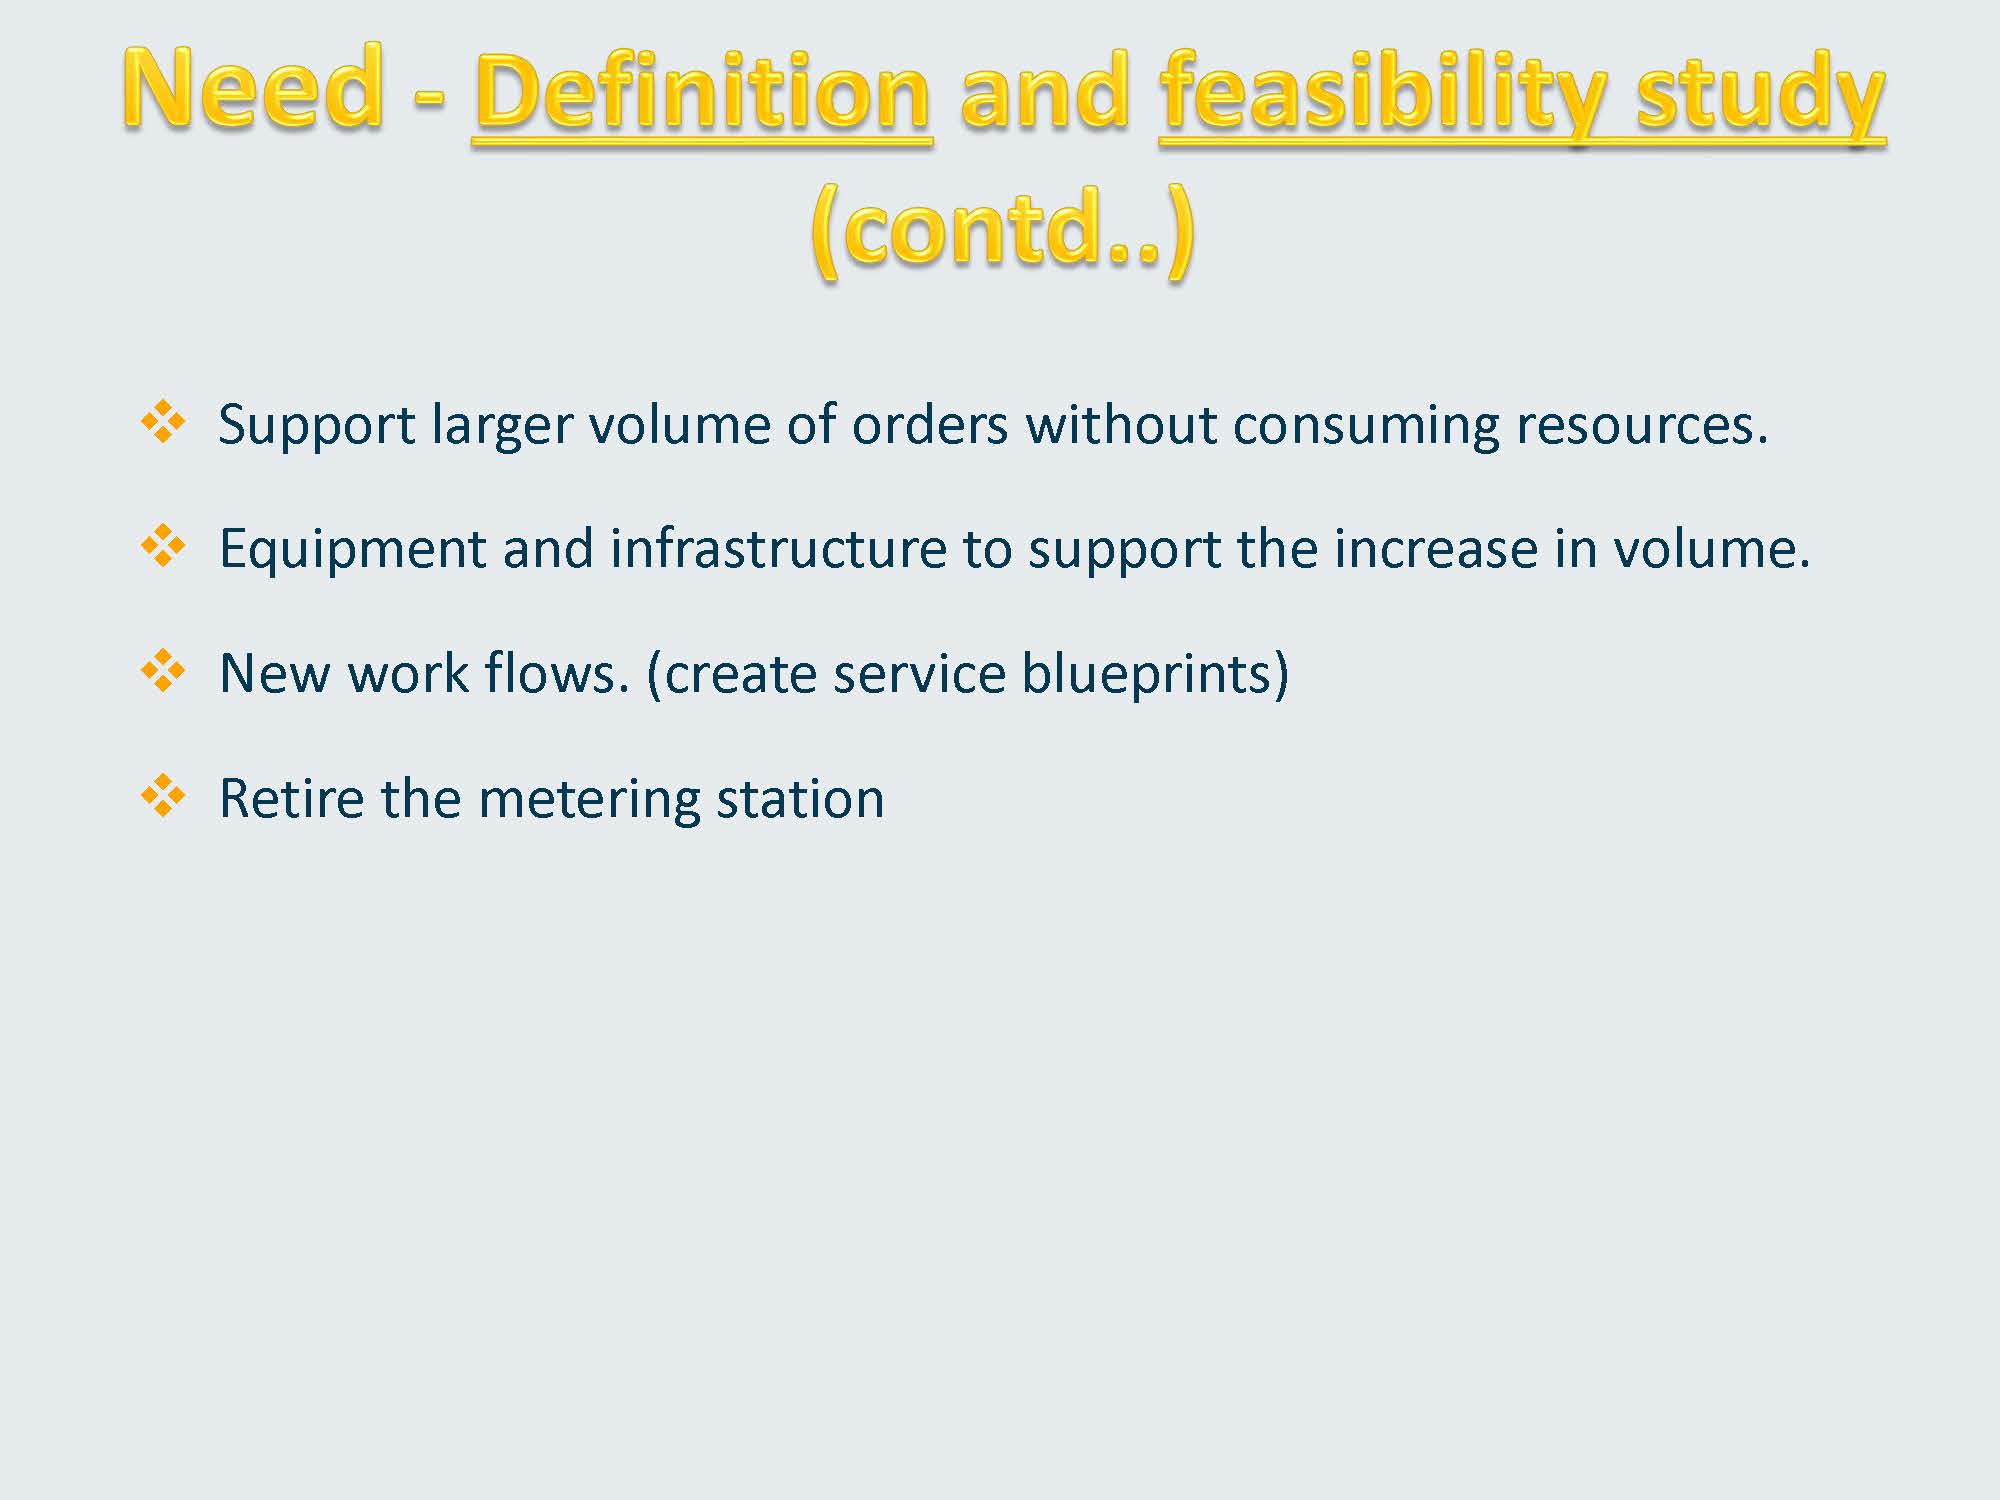 Need - Definition and feasibility study
(contd..)
Support larger volume of orders without consuming resources.
Equipment and infrastructure to support the increase in volume.
New work flows. (create service blueprints)
Retire the metering station